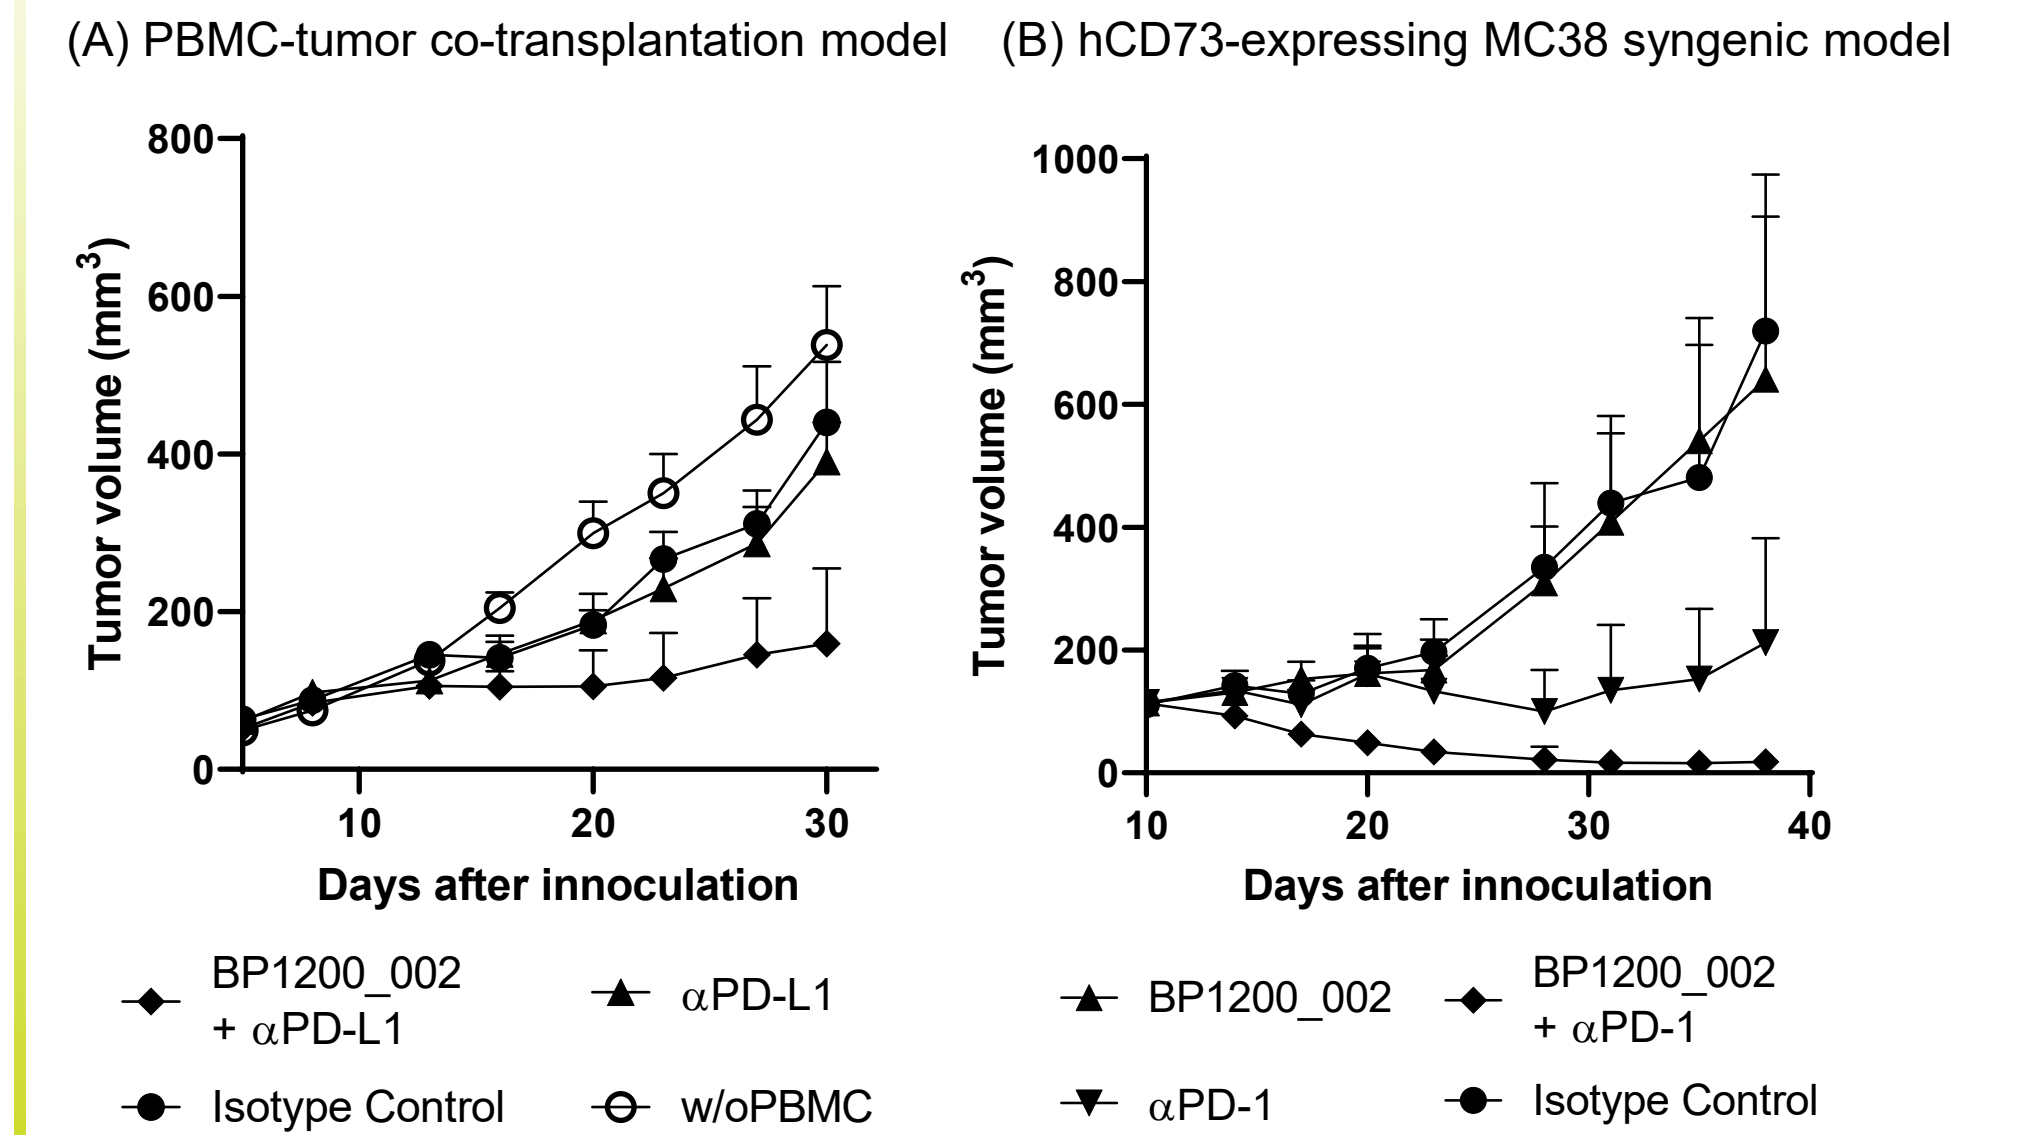 (A) PBMC-tumor co-transplantation model
(B) hCD73-expressing MC38 syngenic model
Tumor volume (mm³)
800
600
400
200
0
10 20 30
Days after innoculation
Tumor volume (mm³)
1000
800
600
400
200
0
10 20 30 40
Days after innoculation
BP1200_002
+ αPD-L1
αPD-L1
Isotype Control
w/oPBMC
BP1200_002
BP1200_002
+ αPD-1
αPD-1
Isotype Control